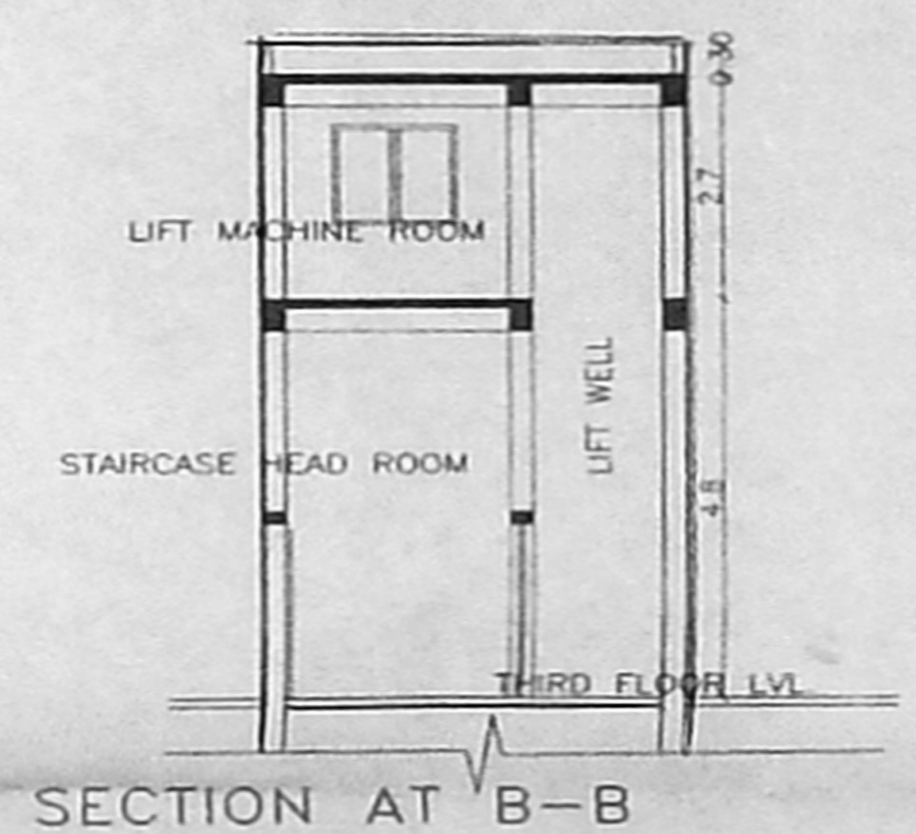 0.30
2.7
LIFT MACHINE ROOM
LIFT WELL
STAIRCASE HEAD ROOM
4.8
THIRD FLOOR LVL
SECTION AT B-B